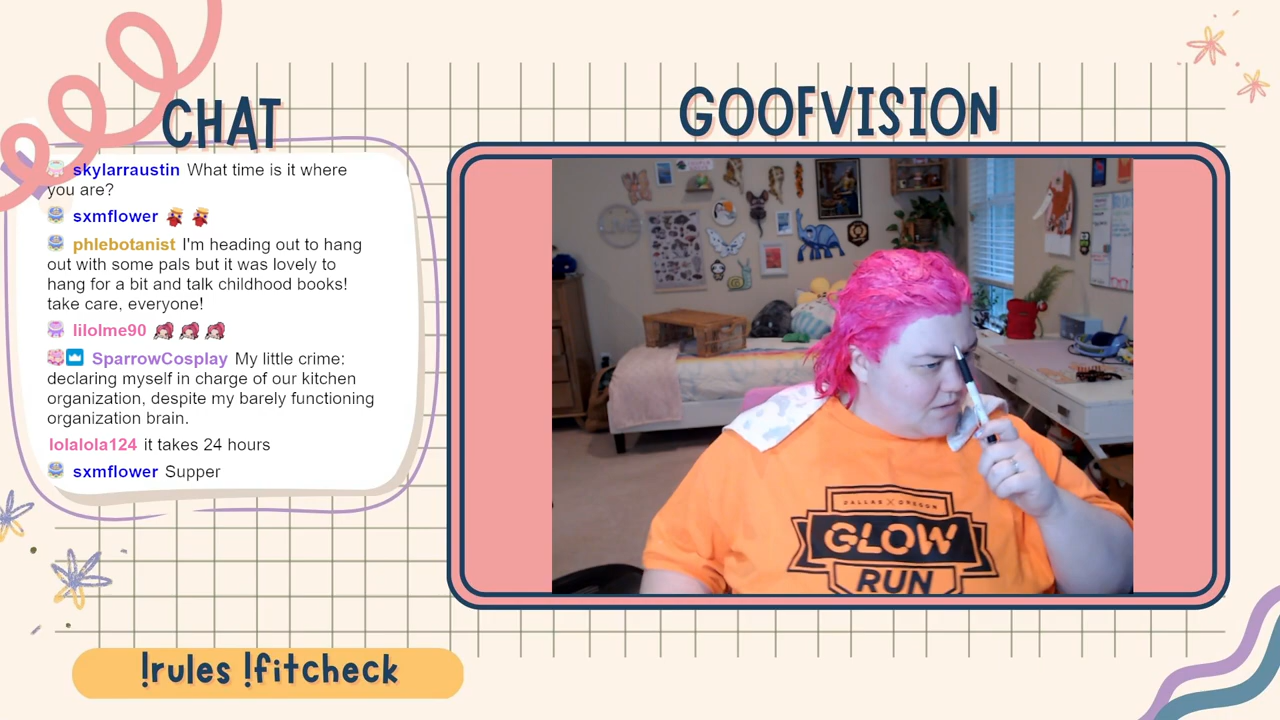 CHAT
GOOFVISION
skylarraustin What time is it where
you are?
sxmflower
phlebotanist I'm heading out to hang
out with some pals but it was lovely to
hang for a bit and talk childhood books!
take care, everyone!
lilolme90
SparrowCosplay My little crime:
declaring myself in charge of our kitchen
organization, despite my barely functioning
organization brain.
lolalola124 it takes 24 hours
sxmflower Supper
DALLAS X OREGON
GLOW
RUN
!rules !fitcheck